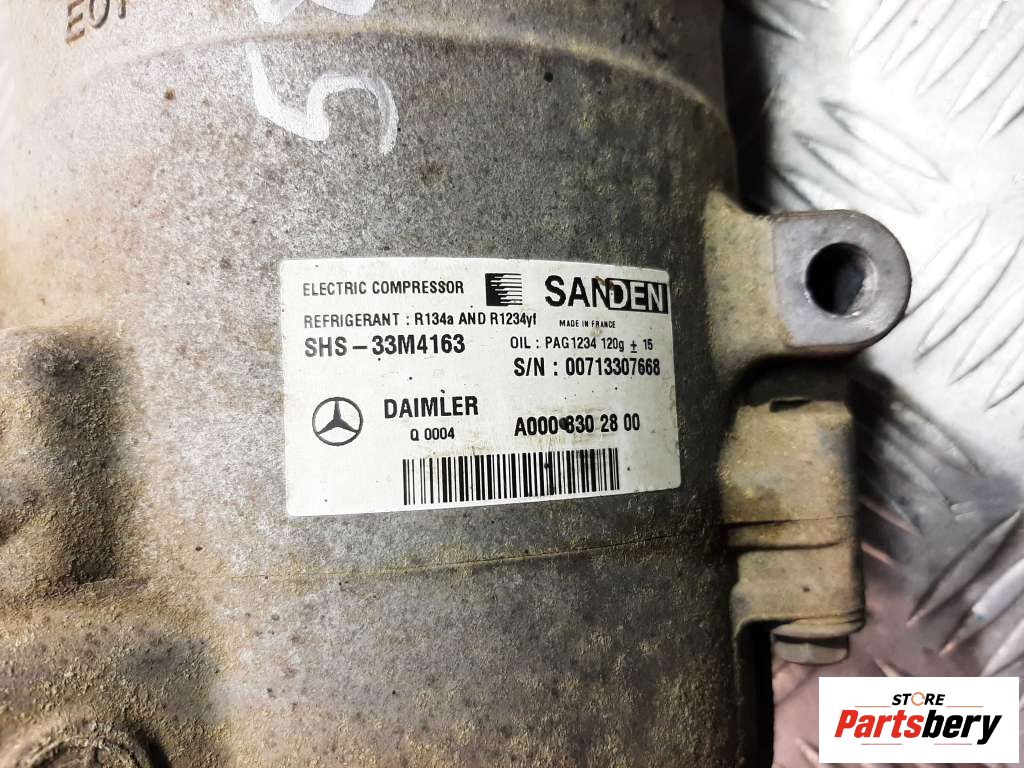 E01
ELECTRIC COMPRESSOR SANDEN
REFRIGERANT : R134a AND R1234yf MADE IN FRANCE
SHS - 33M4163 OIL : PAG1234 120g ± 15
S/N : 00713307668
DAIMLER
Q 0004 A000 830 28 00
STORE
Partsbery